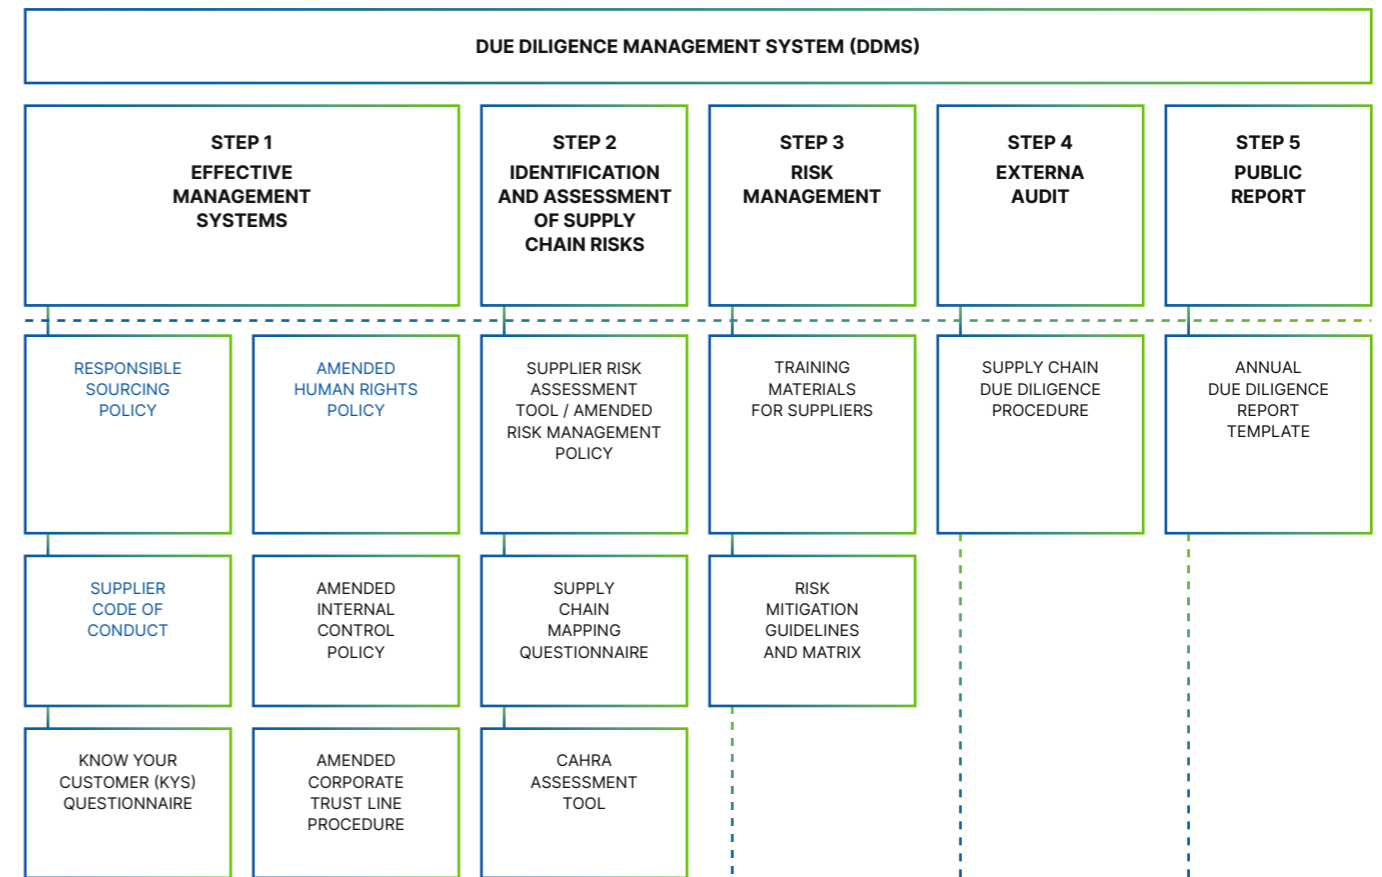 DUE DILIGENCE MANAGEMENT SYSTEM (DDMS)
STEP 1
EFFECTIVE
MANAGEMENT
SYSTEMS
STEP 2
IDENTIFICATION
AND ASSESSMENT
OF SUPPLY
CHAIN RISKS
STEP 3
RISK
MANAGEMENT
STEP 4
EXTERNA
AUDIT
STEP 5
PUBLIC
REPORT
RESPONSIBLE
SOURCING
POLICY
AMENDED
HUMAN RIGHTS
POLICY
SUPPLIER RISK
ASSESSMENT
TOOL / AMENDED
RISK MANAGEMENT
POLICY
TRAINING
MATERIALS
FOR SUPPLIERS
SUPPLY CHAIN
DUE DILIGENCE
PROCEDURE
ANNUAL
DUE DILIGENCE
REPORT
TEMPLATE
SUPPLIER
CODE OF
CONDUCT
AMENDED
INTERNAL
CONTROL
POLICY
SUPPLY
CHAIN
MAPPING
QUESTIONNAIRE
RISK
MITIGATION
GUIDELINES
AND MATRIX
KNOW YOUR
CUSTOMER (KYS)
QUESTIONNAIRE
AMENDED
CORPORATE
TRUST LINE
PROCEDURE
CAHRA
ASSESSMENT
TOOL